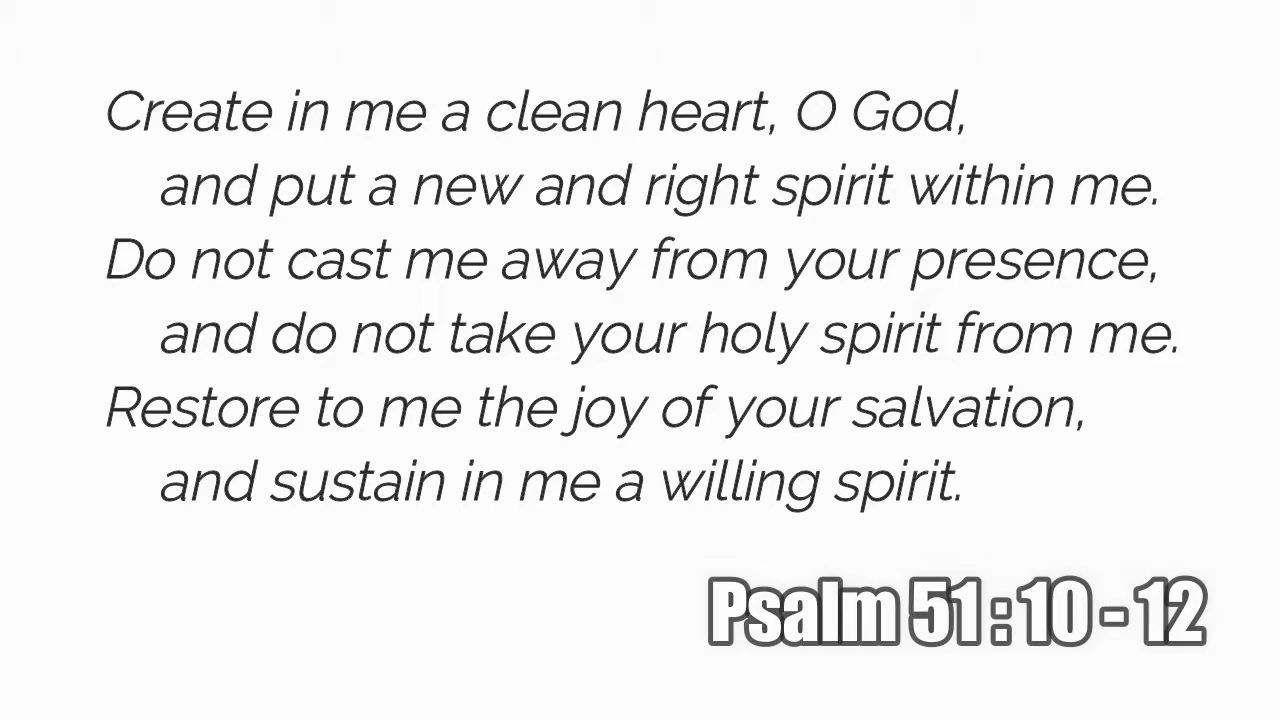 Create in me a clean heart, O God,
and put a new and right spirit within me.
Do not cast me away from your presence,
and do not take your holy spirit from me.
Restore to me the joy of your salvation,
and sustain in me a willing spirit.
Psalm 51:10-12